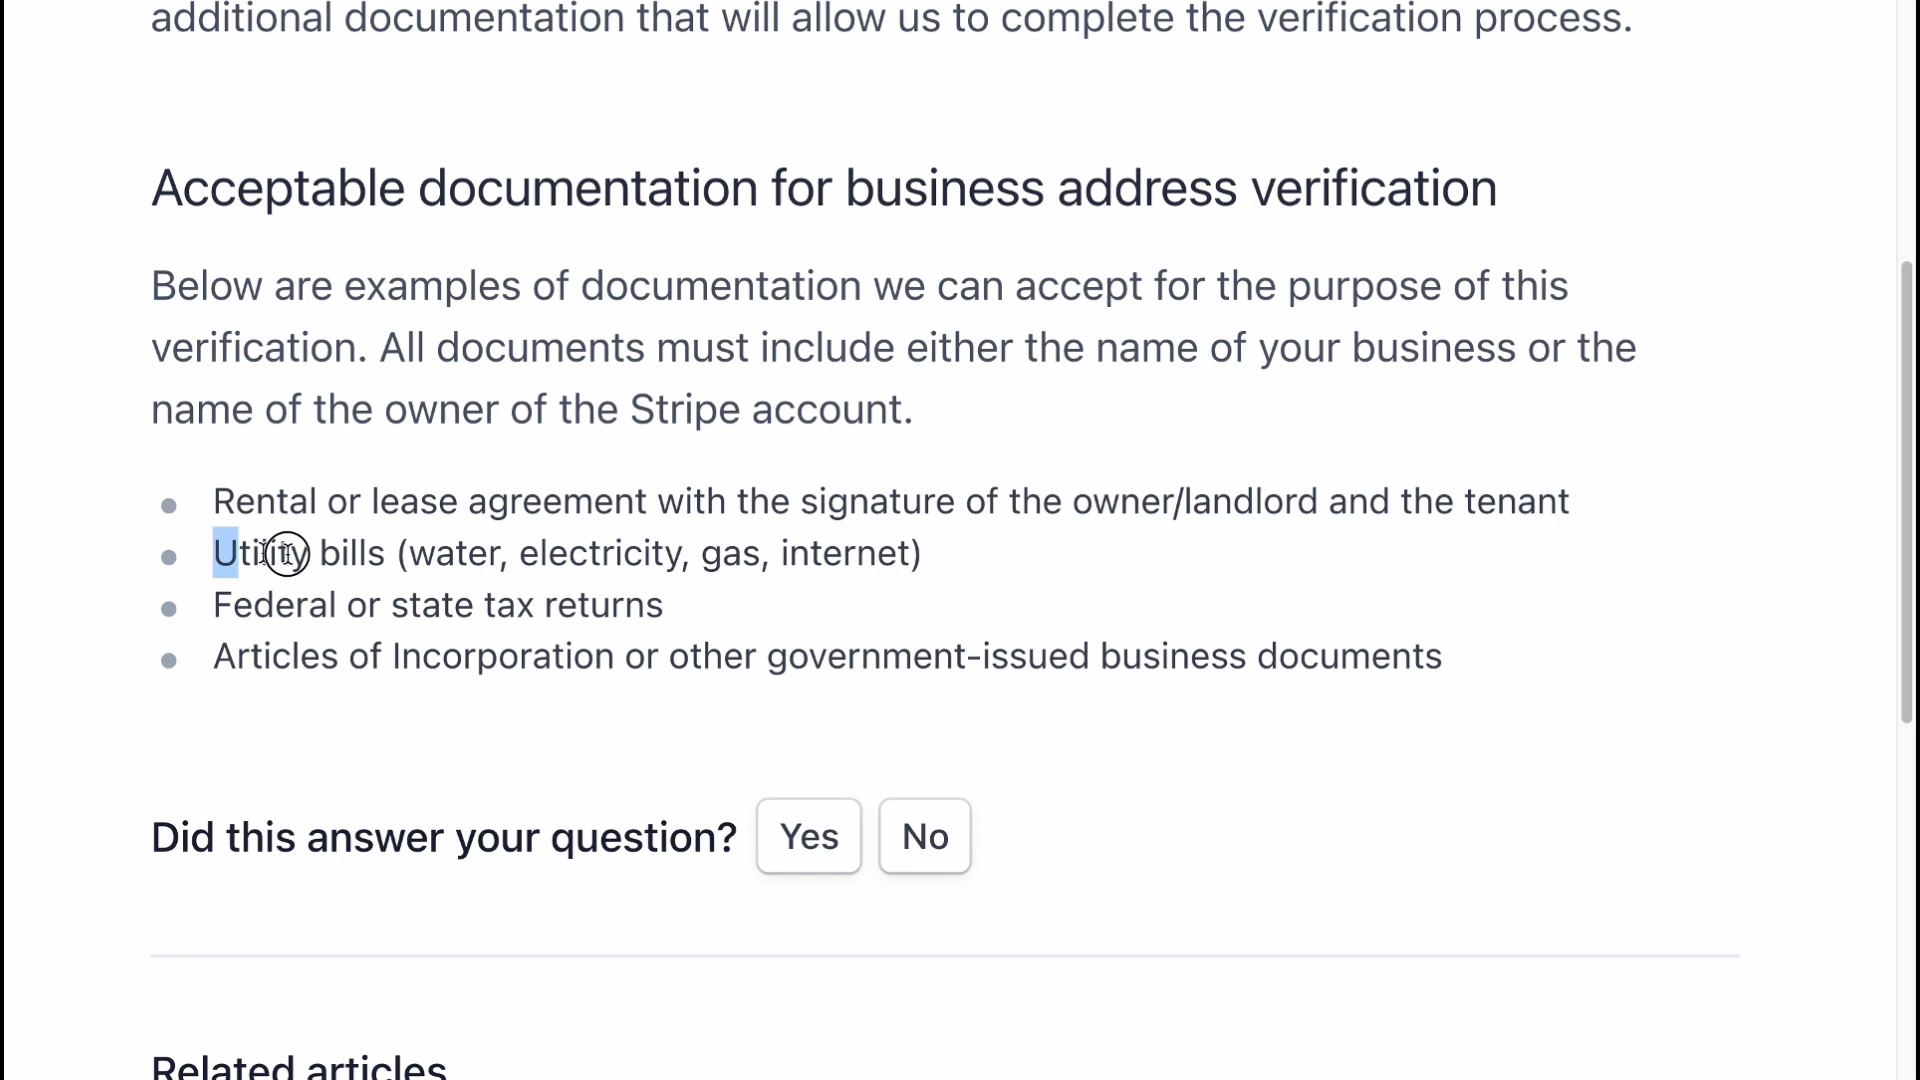 additional documentation that will allow us to complete the verification process.
Acceptable documentation for business address verification
Below are examples of documentation we can accept for the purpose of this
verification. All documents must include either the name of your business or the
name of the owner of the Stripe account.
Rental or lease agreement with the signature of the owner/landlord and the tenant
Utility bills (water, electricity, gas, internet)
Federal or state tax returns
Articles of Incorporation or other government-issued business documents
Did this answer your question? Yes No
Related articles